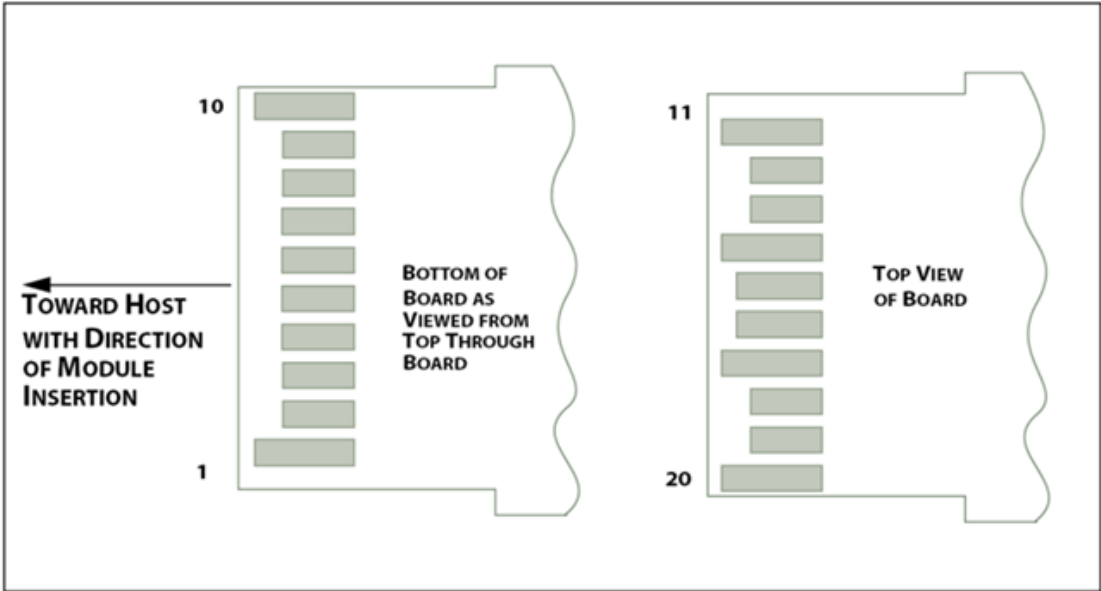 10
1
TOWARD HOST
WITH DIRECTION
OF MODULE
INSERTION
BOTTOM OF
BOARD AS
VIEWED FROM
TOP THROUGH
BOARD
11
20
TOP VIEW
OF BOARD